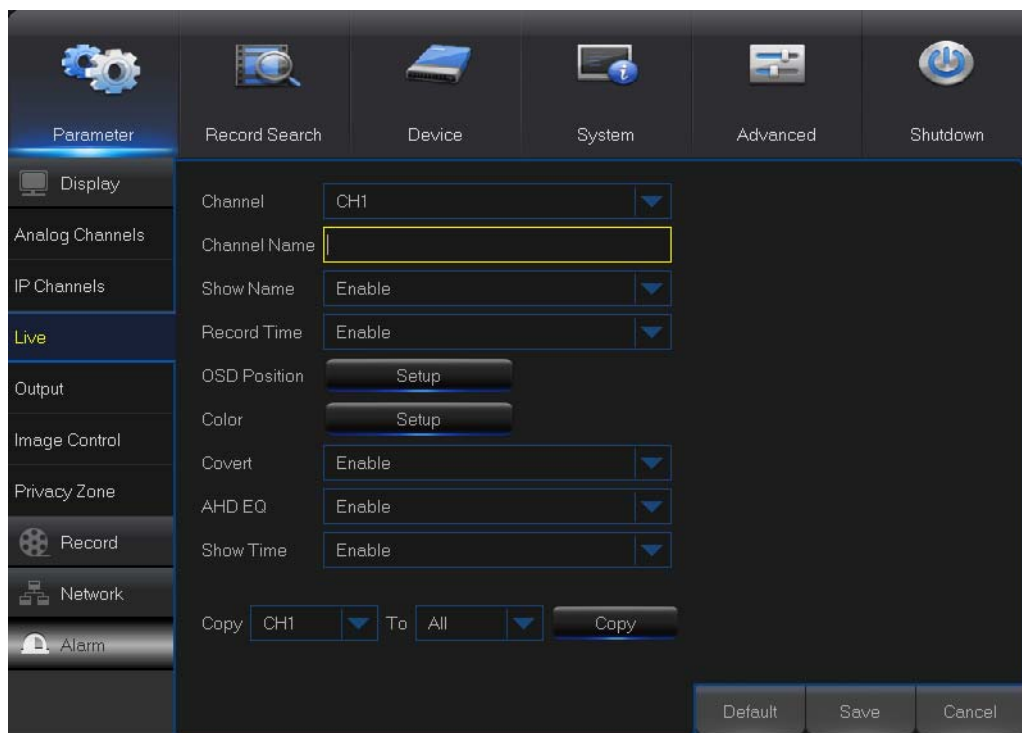 Parameter
Record Search
Device
System
Advanced
Shutdown
Display
Analog Channels
IP Channels
Live
Output
Image Control
Privacy Zone
Record
Network
Alarm
Channel CH1
Channel Name
Show Name Enable
Record Time Enable
OSD Position Setup
Color Setup
Covert Enable
AHD EQ Enable
Show Time Enable
Copy CH1 To All Copy
Default Save Cancel